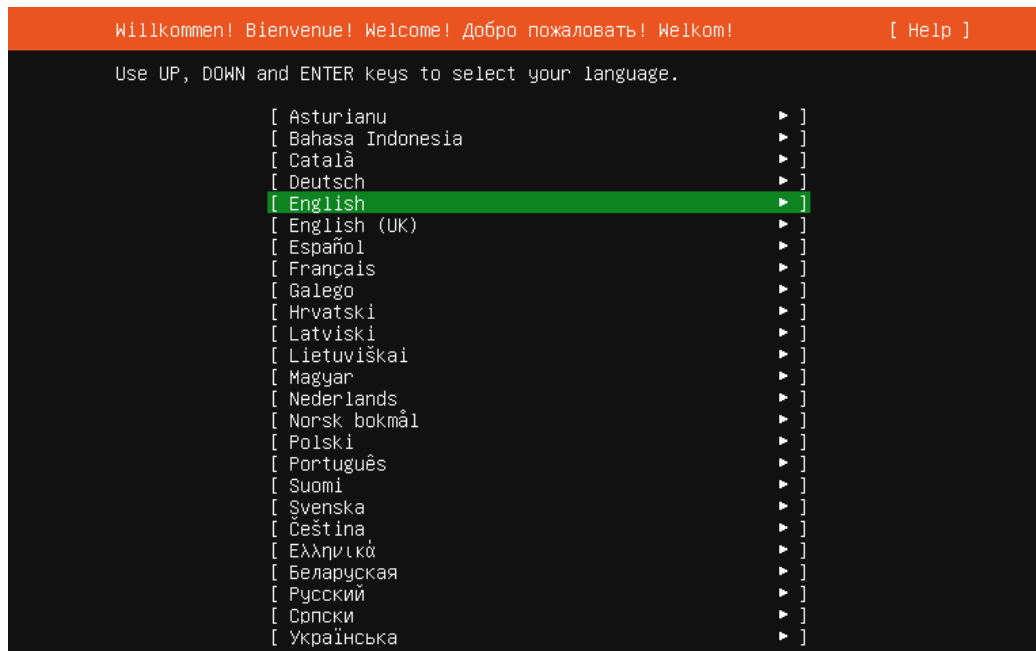 Willkommen! Bienvenue! Welcome! Добро пожаловать! Welkom! [ Help ]
Use UP, DOWN and ENTER keys to select your language.
[ Asturianu ► ]
[ Bahasa Indonesia ► ]
[ Català ► ]
[ Deutsch ► ]
[ English ► ]
[ English (UK) ► ]
[ Español ► ]
[ Français ► ]
[ Galego ► ]
[ Hrvatski ► ]
[ Latviski ► ]
[ Lietuviškai ► ]
[ Magyar ► ]
[ Nederlands ► ]
[ Norsk bokmål ► ]
[ Polski ► ]
[ Português ► ]
[ Suomi ► ]
[ Svenska ► ]
[ Čeština ► ]
[ Ελληνικά ► ]
[ Беларуская ► ]
[ Русский ► ]
[ Српски ► ]
[ Українська ► ]